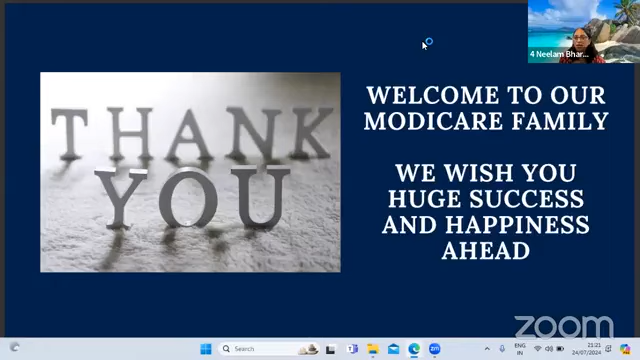 4 Neelam Bhar...
THANK
YOU
WELCOME TO OUR
MODICARE FAMILY
WE WISH YOU
HUGE SUCCESS
AND HAPPINESS
AHEAD
zoom
Search
ENG
IN
21:21
24/07/2024